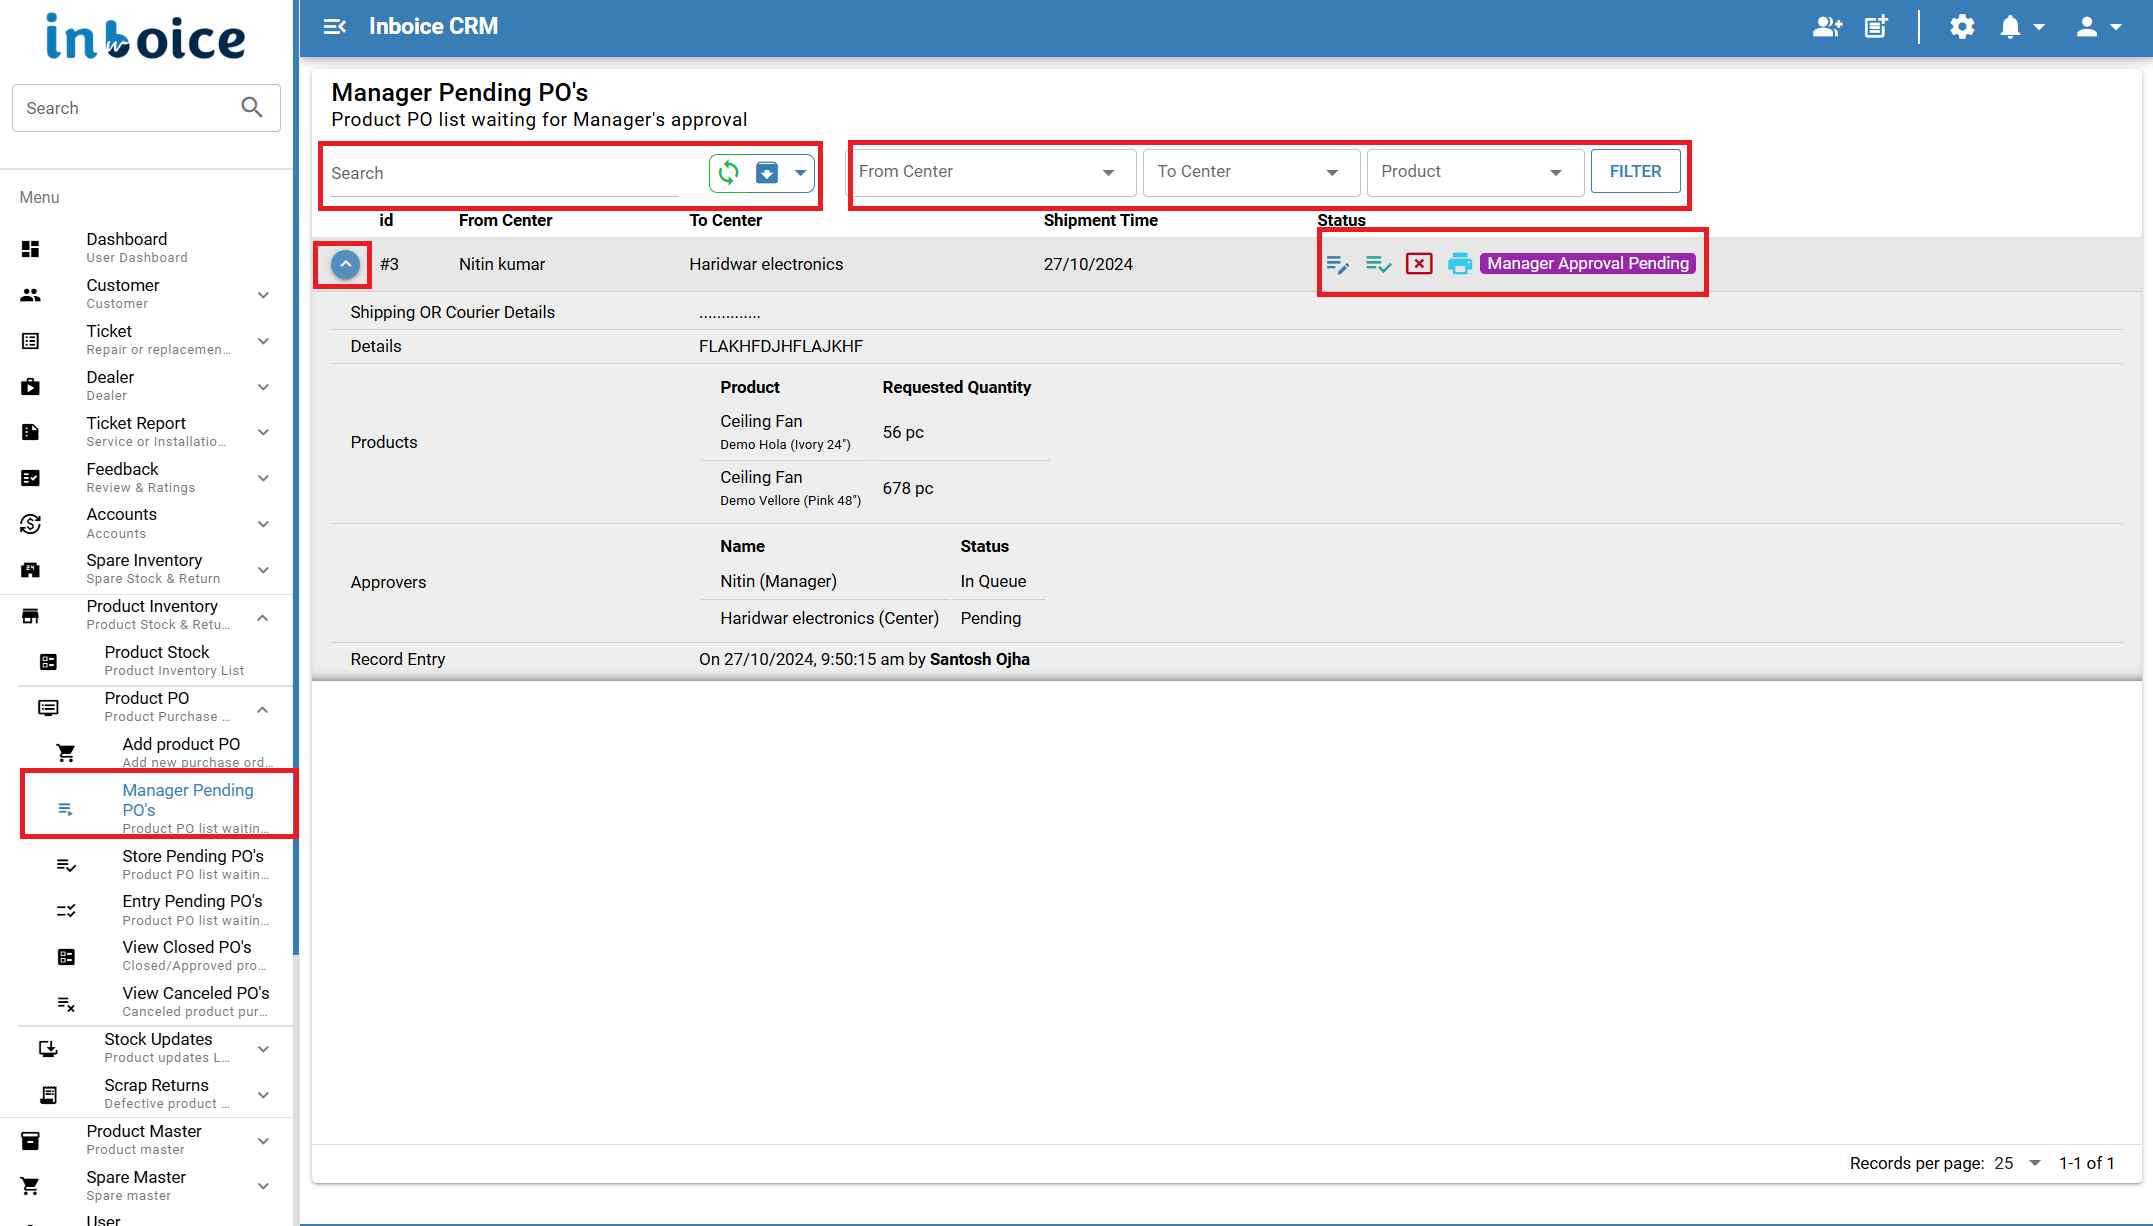 inboice
Inboice CRM
Search
Menu
Dashboard
User Dashboard
Customer
Customer
Ticket
Repair or replacemen...
Dealer
Dealer
Ticket Report
Service or Installatio...
Feedback
Review & Ratings
Accounts
Accounts
Spare Inventory
Spare Stock & Return
Product Inventory
Product Stock & Retu...
Product Stock
Product Inventory List
Product PO
Product Purchase ...
Add product PO
Add new purchase ord...
Manager Pending
PO's
Product PO list waitin...
Store Pending PO's
Product PO list waitin...
Entry Pending PO's
Product PO list waitin...
View Closed PO's
Closed/Approved pro...
View Canceled PO's
Canceled product pur...
Stock Updates
Product updates L...
Scrap Returns
Defective product ...
Product Master
Product master
Spare Master
Spare master
User
Manager Pending PO's
Product PO list waiting for Manager's approval
Search
From Center To Center Product FILTER
id From Center To Center Shipment Time Status
#3 Nitin kumar Haridwar electronics 27/10/2024 Manager Approval Pending
Shipping OR Courier Details ..............
Details FLAKHFDJHFLAJKHF
Products
Product Requested Quantity
Ceiling Fan
Demo Hola (Ivory 24")
56 pc
Ceiling Fan
Demo Vellore (Pink 48")
678 pc
Approvers
Name Status
Nitin (Manager) In Queue
Haridwar electronics (Center) Pending
Record Entry On 27/10/2024, 9:50:15 am by Santosh Ojha
Records per page: 25 1-1 of 1